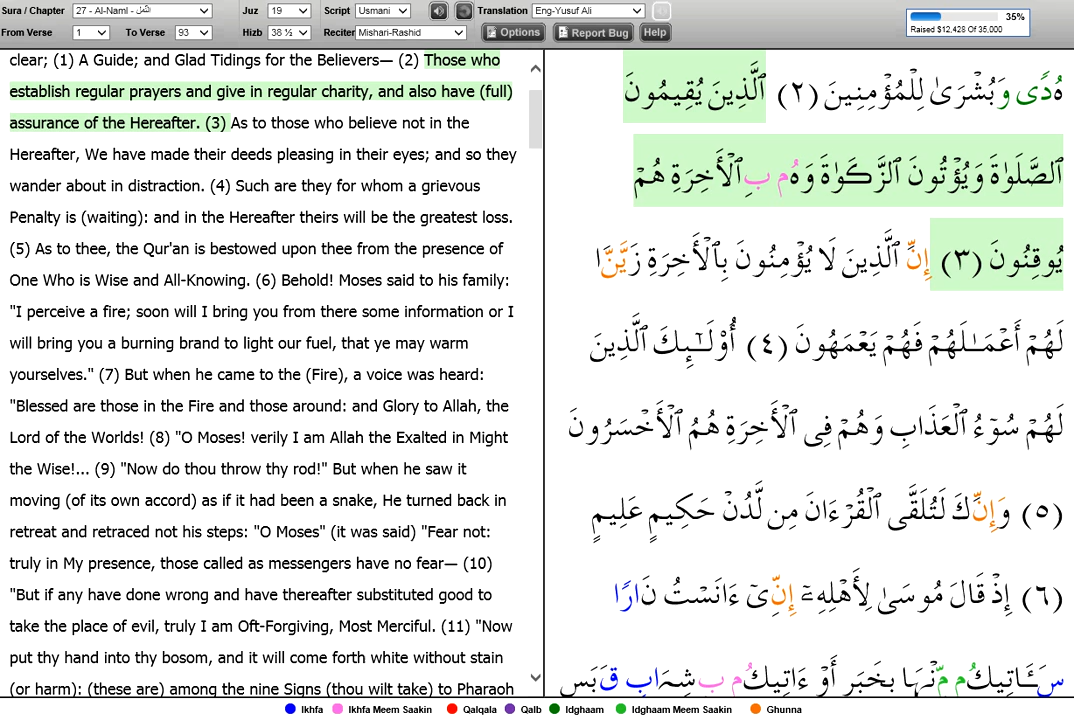 Sura / Chapter 27 - Al-Naml - النَّمْل Juz 19 Script Usmani Translation Eng-Yusuf Ali 35%
Raised $12,428 Of 35,000
From Verse 1 To Verse 93 Hizb 38 ½ Reciter Mishari-Rashid Options Report Bug Help
clear; (1) A Guide; and Glad Tidings for the Believers— (2) Those who
establish regular prayers and give in regular charity, and also have (full)
assurance of the Hereafter. (3) As to those who believe not in the
Hereafter, We have made their deeds pleasing in their eyes; and so they
wander about in distraction. (4) Such are they for whom a grievous
Penalty is (waiting): and in the Hereafter theirs will be the greatest loss.
(5) As to thee, the Qur'an is bestowed upon thee from the presence of
One Who is Wise and All-Knowing. (6) Behold! Moses said to his family:
"I perceive a fire; soon will I bring you from there some information or I
will bring you a burning brand to light our fuel, that ye may warm
yourselves." (7) But when he came to the (Fire), a voice was heard:
"Blessed are those in the Fire and those around: and Glory to Allah, the
Lord of the Worlds! (8) "O Moses! verily I am Allah the Exalted in Might
the Wise!... (9) "Now do thou throw thy rod!" But when he saw it
moving (of its own accord) as if it had been a snake, He turned back in
retreat and retraced not his steps: "O Moses" (it was said) "Fear not:
truly in My presence, those called as messengers have no fear— (10)
"But if any have done wrong and have thereafter substituted good to
take the place of evil, truly I am Oft-Forgiving, Most Merciful. (11) "Now
put thy hand into thy bosom, and it will come forth white without stain
(or harm): (these are) among the nine Signs (thou wilt take) to Pharaoh
هُدًى وَبُشْرَىٰ لِلْمُؤْمِنِينَ (٢) ٱلَّذِينَ يُقِيمُونَ
ٱلصَّلَوٰةَ وَيُؤْتُونَ ٱلزَّكَوٰةَ وَهُم بِٱلْأَخِرَةِ هُمْ
يُوقِنُونَ (٣) إِنَّ ٱلَّذِينَ لَا يُؤْمِنُونَ بِٱلْأَخِرَةِ زَيَّنَّا
لَهُمْ أَعْمَـٰلَهُمْ فَهُمْ يَعْمَهُونَ (٤) أُوْلَـٰٓئِكَ ٱلَّذِينَ
لَهُمْ سُوٓءُ ٱلْعَذَابِ وَهُمْ فِى ٱلْأَخِرَةِ هُمُ ٱلْأَخْسَرُونَ
(٥) وَإِنَّكَ لَتُلَقَّى ٱلْقُرْءَانَ مِن لَّدُنْ حَكِيمٍ عَلِيمٍ
(٦) إِذْ قَالَ مُوسَىٰ لِأَهْلِهِۦٓ إِنِّىٓ ءَانَسْتُ نَارًا
سَـَٔاتِيكُم مِّنْهَا بِخَبَرٍ أَوْ ءَاتِيكُم بِشِهَابٍ قَبَسٍ
Ikhfa Ikhfa Meem Saakin Qalqala Qalb Idghaam Idghaam Meem Saakin Ghunna